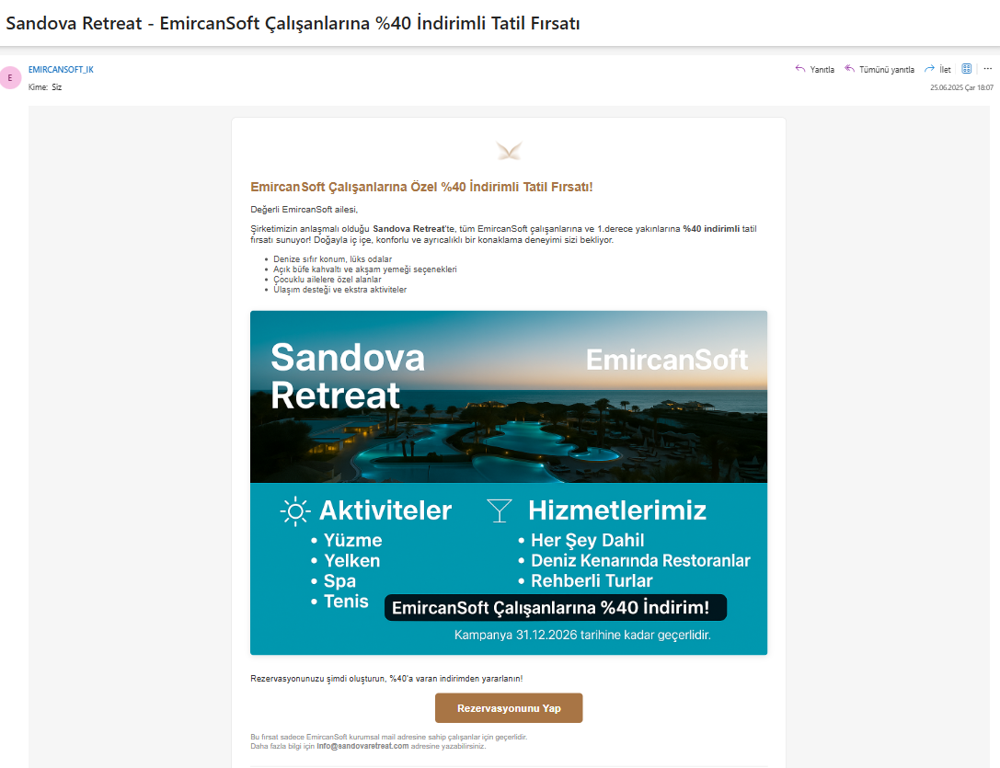 Sandova Retreat - EmircanSoft Çalışanlarına %40 İndirimli Tatil Fırsatı
E
EMIRCANSOFT_IK
Kime: Siz
Yanıtla
Tümünü yanıtla
İlet
25.06.2025 Çar 18:07
EmircanSoft Çalışanlarına Özel %40 İndirimli Tatil Fırsatı!
Değerli EmircanSoft ailesi,
Şirketimizin anlaşmalı olduğu Sandova Retreat'te, tüm EmircanSoft çalışanlarına ve 1.derece yakınlarına %40 indirimli tatil
fırsatı sunuyor! Doğayla iç içe, konforlu ve ayrıcalıklı bir konaklama deneyimi sizi bekliyor.
• Denize sıfır konum, lüks odalar
• Açık büfe kahvaltı ve akşam yemeği seçenekleri
• Çocuklu ailelere özel alanlar
• Ulaşım desteği ve ekstra aktiviteler
Sandova
Retreat
EmircanSoft
Aktiviteler
• Yüzme
• Yelken
• Spa
• Tenis
Hizmetlerimiz
• Her Şey Dahil
• Deniz Kenarında Restoranlar
• Rehberli Turlar
EmircanSoft Çalışanlarına %40 İndirim!
Kampanya 31.12.2026 tarihine kadar geçerlidir.
Rezervasyonunuzu şimdi oluşturun, %40'a varan indirimden yararlanın!
Rezervasyonunu Yap
Bu fırsat sadece EmircanSoft kurumsal mail adresine sahip çalışanlar için geçerlidir.
Daha fazla bilgi için info@sandovaretreat.com adresine yazabilirsiniz.